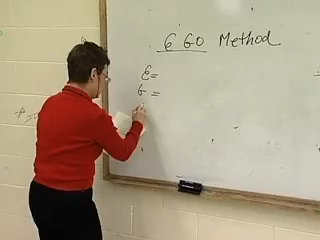 6 GO Method
E =
G =